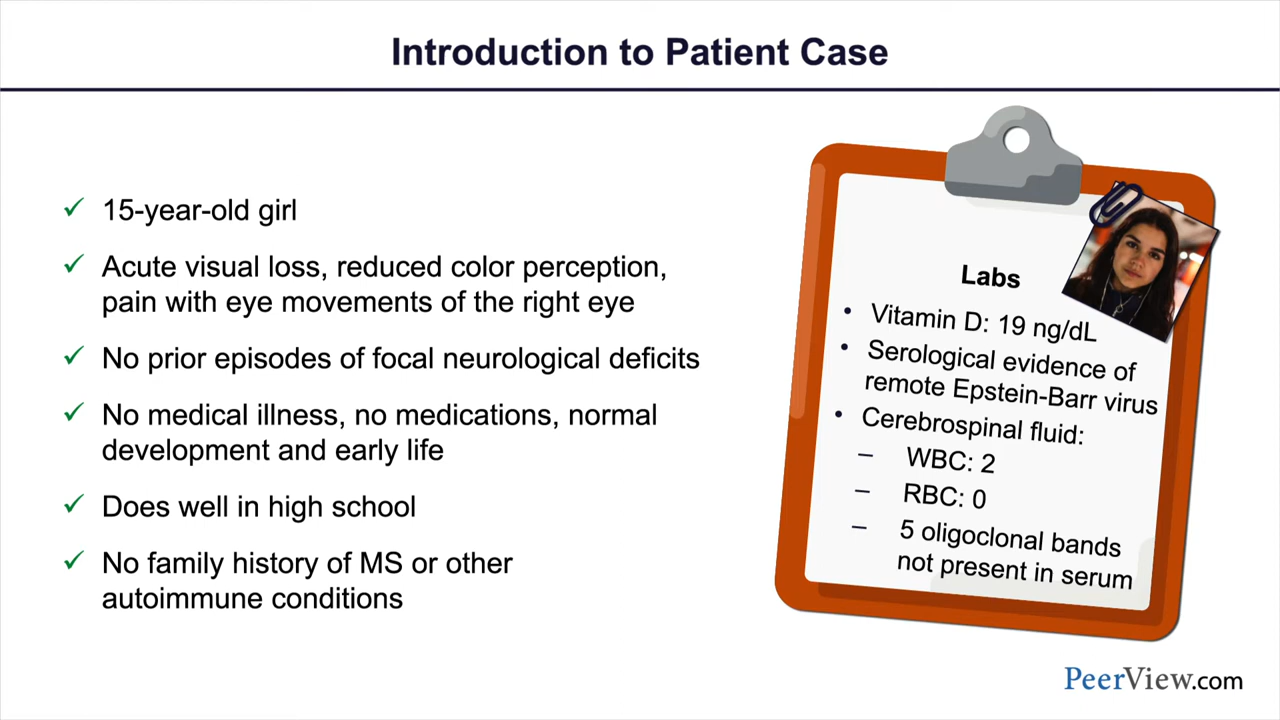 Introduction to Patient Case
✓ 15-year-old girl
✓ Acute visual loss, reduced color perception,
pain with eye movements of the right eye
✓ No prior episodes of focal neurological deficits
✓ No medical illness, no medications, normal
development and early life
✓ Does well in high school
✓ No family history of MS or other
autoimmune conditions
Labs
• Vitamin D: 19 ng/dL
• Serological evidence of
remote Epstein-Barr virus
• Cerebrospinal fluid:
– WBC: 2
– RBC: 0
– 5 oligoclonal bands
not present in serum
PeerView.com